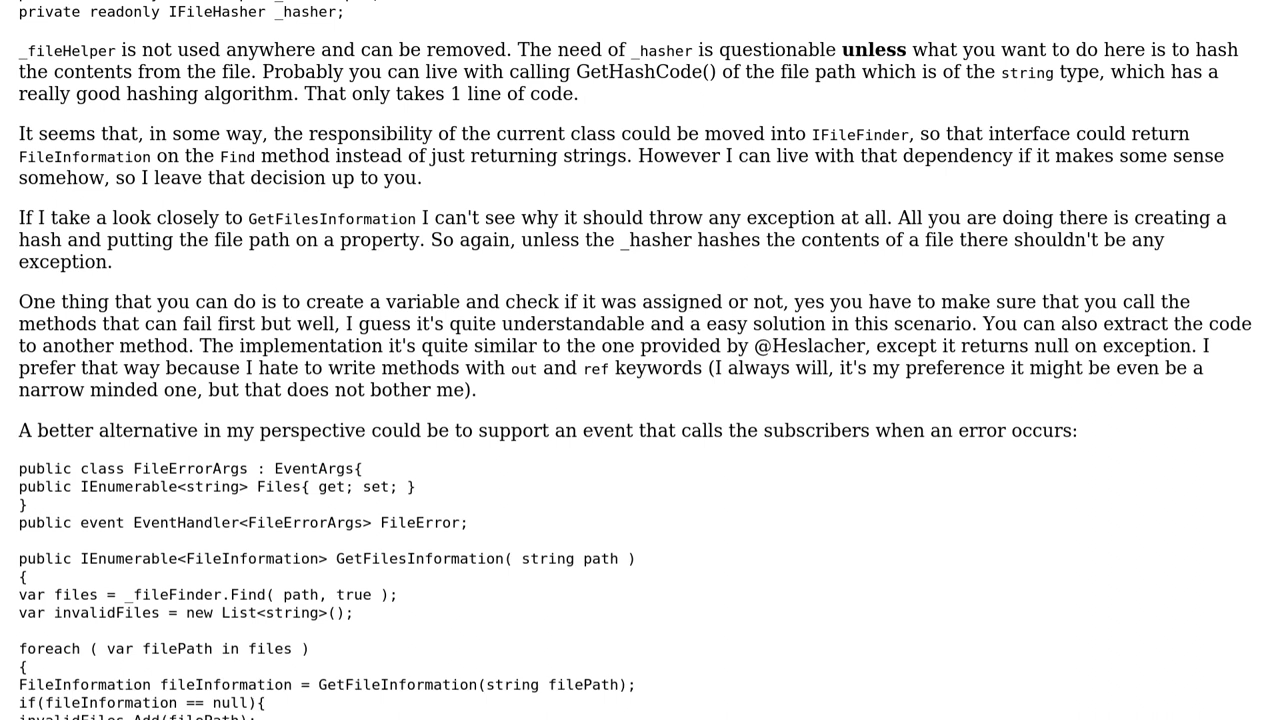 private readonly IFileHasher _hasher;
_fileHelper is not used anywhere and can be removed. The need of _hasher is questionable unless what you want to do here is to hash
the contents from the file. Probably you can live with calling GetHashCode() of the file path which is of the string type, which has a
really good hashing algorithm. That only takes 1 line of code.
It seems that, in some way, the responsibility of the current class could be moved into IFileFinder, so that interface could return
FileInformation on the Find method instead of just returning strings. However I can live with that dependency if it makes some sense
somehow, so I leave that decision up to you.
If I take a look closely to GetFilesInformation I can't see why it should throw any exception at all. All you are doing there is creating a
hash and putting the file path on a property. So again, unless the _hasher hashes the contents of a file there shouldn't be any
exception.
One thing that you can do is to create a variable and check if it was assigned or not, yes you have to make sure that you call the
methods that can fail first but well, I guess it's quite understandable and a easy solution in this scenario. You can also extract the code
to another method. The implementation it's quite similar to the one provided by @Heslacher, except it returns null on exception. I
prefer that way because I hate to write methods with out and ref keywords (I always will, it's my preference it might be even be a
narrow minded one, but that does not bother me).
A better alternative in my perspective could be to support an event that calls the subscribers when an error occurs:
public class FileErrorArgs : EventArgs{
public IEnumerable<string> Files{ get; set; }
}
public event EventHandler<FileErrorArgs> FileError;
public IEnumerable<FileInformation> GetFilesInformation( string path )
{
var files = _fileFinder.Find( path, true );
var invalidFiles = new List<string>();
foreach ( var filePath in files )
{
FileInformation fileInformation = GetFileInformation(string filePath);
if(fileInformation == null){
invalidFiles.Add(filePath);